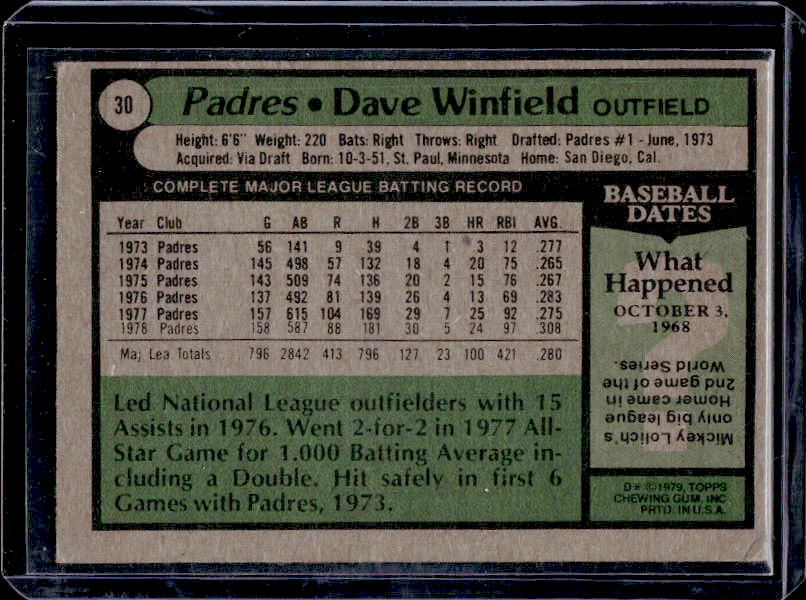 30
Padres • Dave Winfield OUTFIELD
Height: 6'6" Weight: 220 Bats: Right Throws: Right Drafted: Padres #1 - June, 1973
Acquired: Via Draft Born: 10-3-51, St. Paul, Minnesota Home: San Diego, Cal.
COMPLETE MAJOR LEAGUE BATTING RECORD
Year Club G AB R H 2B 3B HR RBI AVG.
1973 Padres 56 141 9 39 4 1 3 12 .277
1974 Padres 145 498 57 132 18 4 20 75 .265
1975 Padres 143 509 74 136 20 2 15 76 .267
1976 Padres 137 492 81 139 26 4 13 69 .283
1977 Padres 157 615 104 169 29 7 25 92 .275
1978 Padres 158 587 88 181 30 5 24 97 .308
Maj. Lea. Totals 796 2842 413 796 127 23 100 421 .280
Led National League outfielders with 15
Assists in 1976. Went 2-for-2 in 1977 All-
Star Game for 1.000 Batting Average in-
cluding a Double. Hit safely in first 6
Games with Padres, 1973.
BASEBALL
DATES
What
Happened
OCTOBER 3,
1968
?
Mickey Lolich's
only big league
Homer came in
2nd game of the
World Series.
D* ©1979, TOPPS
CHEWING GUM, INC.
PRTD. IN U.S.A.